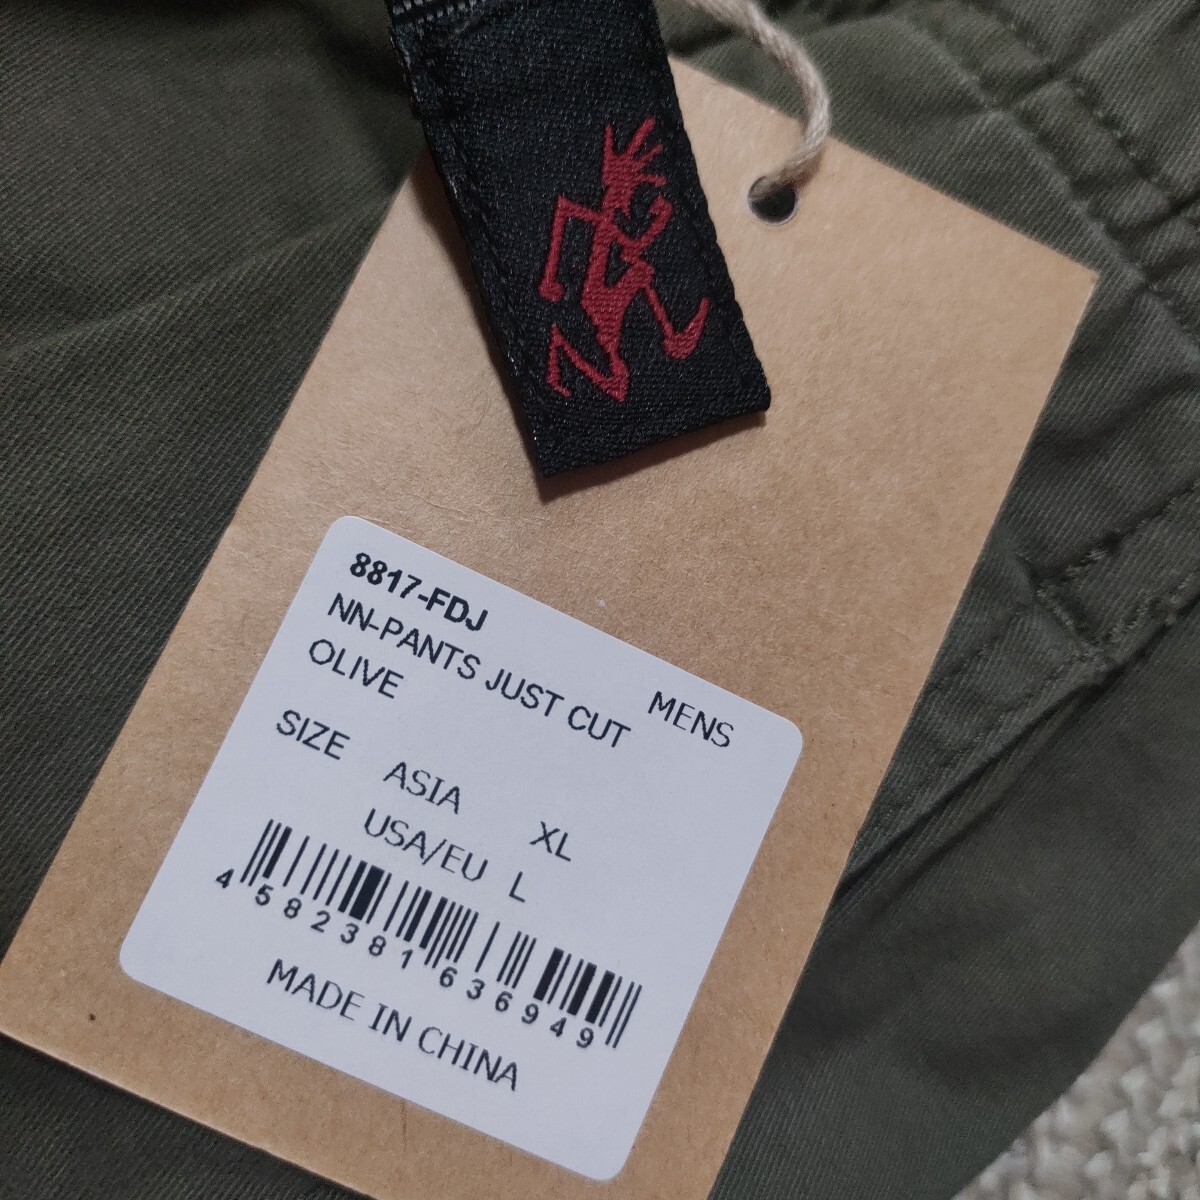 8817-FDJ
NN-PANTS JUST CUT MENS
OLIVE
SIZE ASIA XL
USA/EU L
4582381636949
MADE IN CHINA